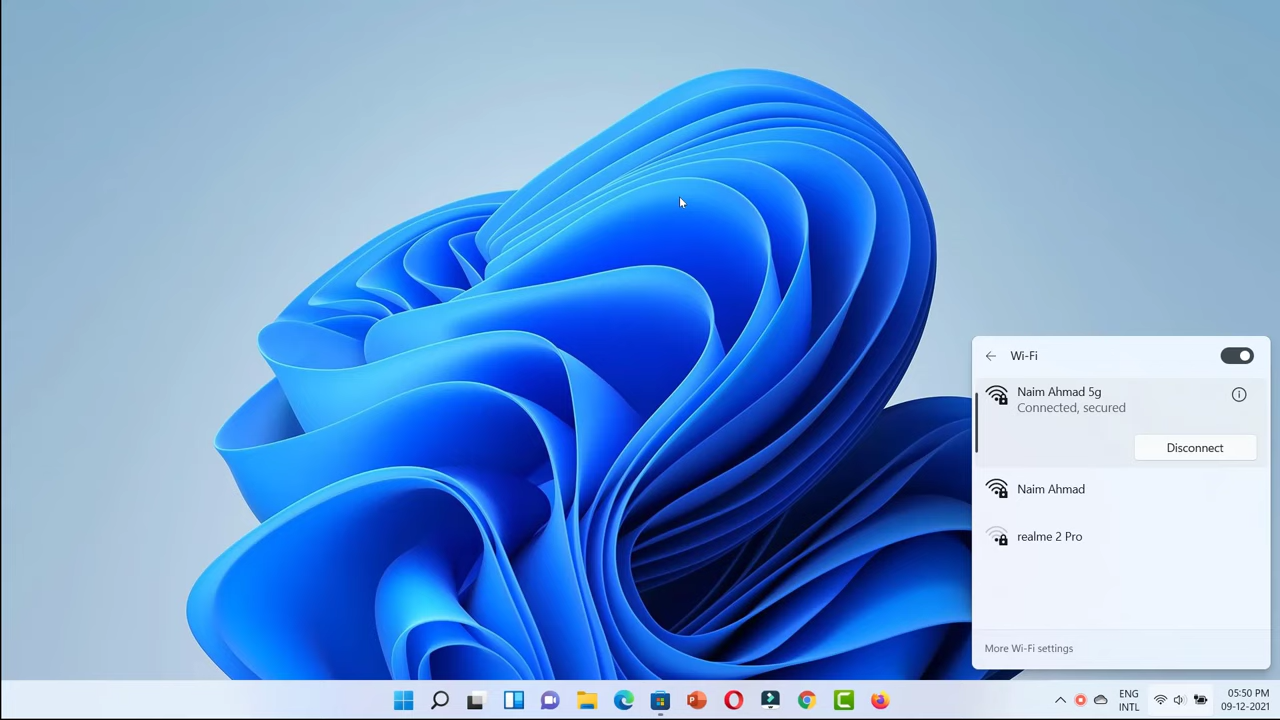 Wi-Fi
Naim Ahmad 5g
Connected, secured
Disconnect
Naim Ahmad
realme 2 Pro
More Wi-Fi settings
ENG
INTL
05:50 PM
09-12-2021